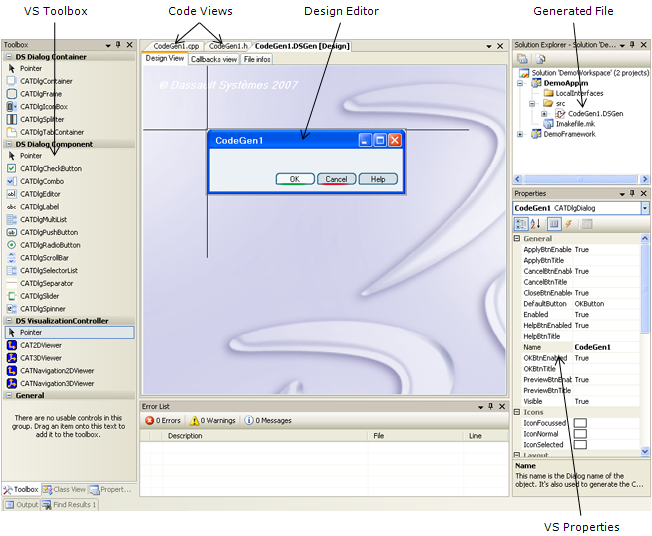 VS Toolbox
Code Views
Design Editor
Generated File
Toolbox
CodeGen1.cpp
CodeGen1.h
CodeGen1.DSGen [Design]
Solution Explorer - Solution 'De...
DS Dialog Container
Pointer
CATDlgContainer
CATDlgFrame
CATDlgIconBox
CATDlgSplitter
CATDlgTabContainer
DS Dialog Component
Pointer
CATDlgCheckButton
CATDlgCombo
CATDlgEditor
CATDlgLabel
CATDlgMultiList
CATDlgPushButton
CATDlgRadioButton
CATDlgScrollBar
CATDlgSelectorList
CATDlgSeparator
CATDlgSlider
CATDlgSpinner
DS VisualizationController
Pointer
CAT2DViewer
CAT3DViewer
CATNavigation2DViewer
CATNavigation3DViewer
General
There are no usable controls in this
group. Drag an item onto this text to
add it to the toolbox.
Toolbox
Class View
Propert...
Output
Find Results 1
Design View
Callbacks view
File infos
© Dassault Systèmes 2007
CodeGen1
OK
Cancel
Help
Error List
0 Errors
0 Warnings
0 Messages
Description
File
Line
Solution 'DemoWorkspace' (2 projects)
DemoApp.m
LocalInterfaces
src
CodeGen1.DSGen
Imakefile.mk
DemoFramework
Properties
CodeGen1 CATDlgDialog
General
ApplyBtnEnable True
ApplyBtnTitle
CancelBtnEnable True
CancelBtnTitle
CloseBtnEnable True
DefaultButton OKButton
Enabled True
HelpBtnEnabled True
HelpBtnTitle
Name CodeGen1
OKBtnEnabled True
OKBtnTitle
PreviewBtnEnat True
PreviewBtnTitle
Visible True
Icons
IconFocussed
IconNormal
IconSelected
Layout
Name
This name is the Dialog name of the
object. It's also used to generate the C...
VS Properties